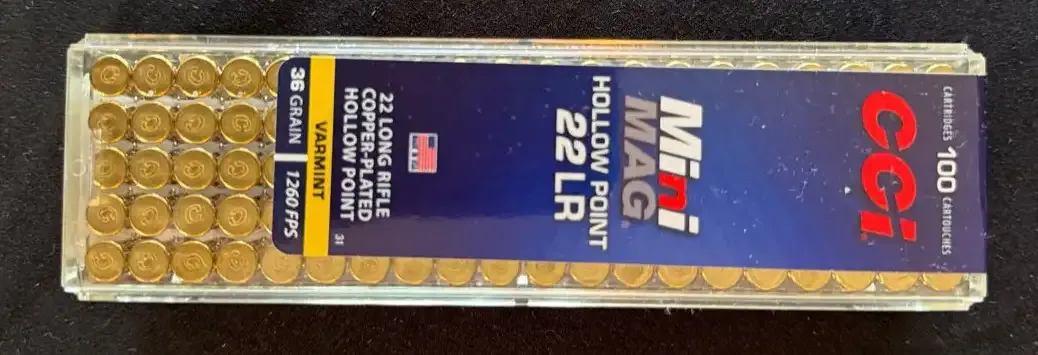 100
CARTRIDGES CARTOUCHES
CCI
Mini
MAG
HOLLOW POINT
22 LR
22 LONG RIFLE
COPPER-PLATED
HOLLOW POINT
31
VARMINT
36 GRAIN | 1260 FPS